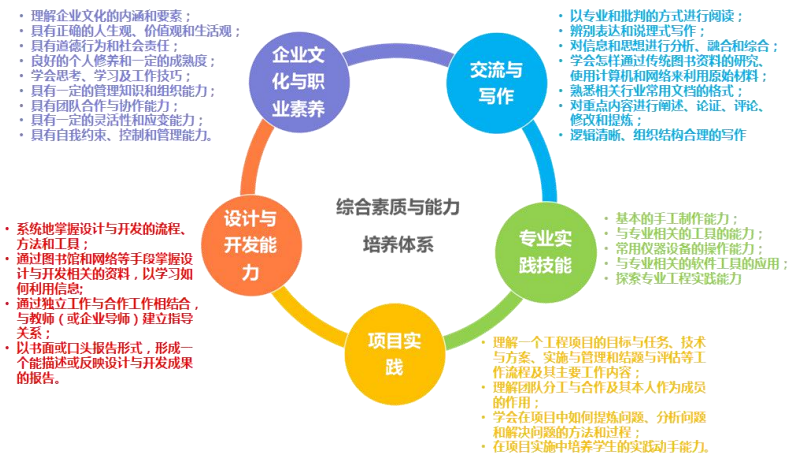 • 理解企业文化的内涵和要素；
• 具有正确的人生观、价值观和生活观；
• 具有道德行为和社会责任；
• 良好的个人修养和一定的成熟度；
• 学会思考、学习及工作技巧；
• 具有一定的管理知识和组织能力；
• 具有团队合作与协作能力；
• 具有一定的灵活性和应变能力；
• 具有自我约束、控制和管理能力。
企业文
化与职
业素养
交流与
写作
• 以专业和批判的方式进行阅读；
• 辨别表达和说理式写作；
• 对信息和思想进行分析、融合和综合；
• 学会怎样通过传统图书资料的研究、
使用计算机和网络来利用原始材料；
• 熟悉相关行业常用文档的格式；
• 对重点内容进行阐述、论证、评论、
修改和提炼；
• 逻辑清晰、组织结构合理的写作
综合素质与能力
培养体系
设计与
开发能
力
• 系统地掌握设计与开发的流程、
方法和工具；
• 通过图书馆和网络等手段掌握设
计与开发相关的资料，以学习如
何利用信息;
• 通过独立工作与合作工作相结合，
与教师（或企业导师）建立指导
关系；
• 以书面或口头报告形式，形成一
个能描述或反映设计与开发成果
的报告。
专业实
践技能
• 基本的手工制作能力；
• 与专业相关的工具的能力；
• 常用仪器设备的操作能力；
• 与专业相关的软件工具的应用；
• 探索专业工程实践能力
项目实
践
• 理解一个工程项目的目标与任务、技术
与方案、实施与管理和结题与评估等工
作流程及其主要工作内容；
• 理解团队分工与合作及其本人作为成员
的作用；
• 学会在项目中如何提炼问题、分析问题
和解决问题的方法和过程；
• 在项目实施中培养学生的实践动手能力。